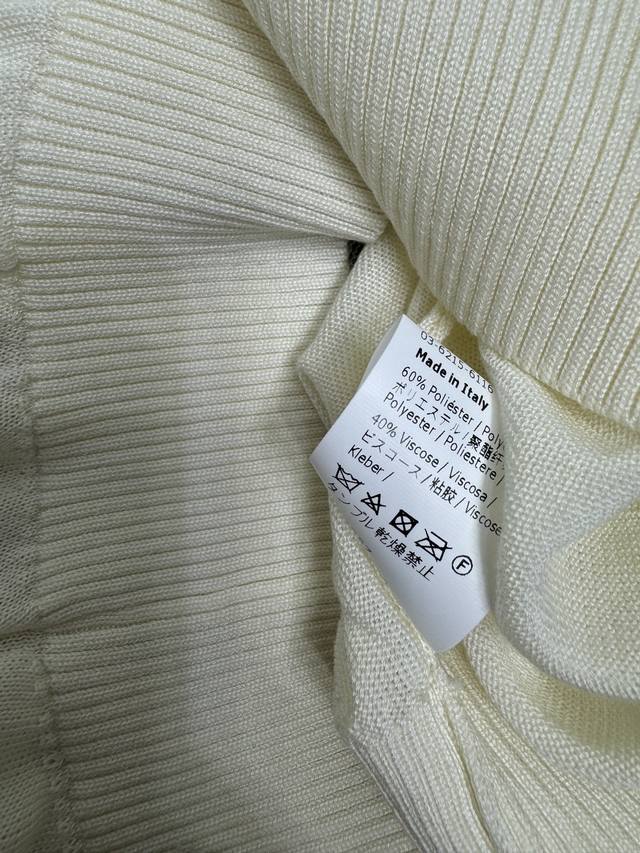 03-6215-6116
Made in Italy
60% Poliéster / Poly
ポリエステル / 聚酯纤
Polyester / Poliestere /
40% Viscose / Viscosa /
ビスコース / 粘胶 / Viscose
Kleber /
F
タンブル乾燥禁止